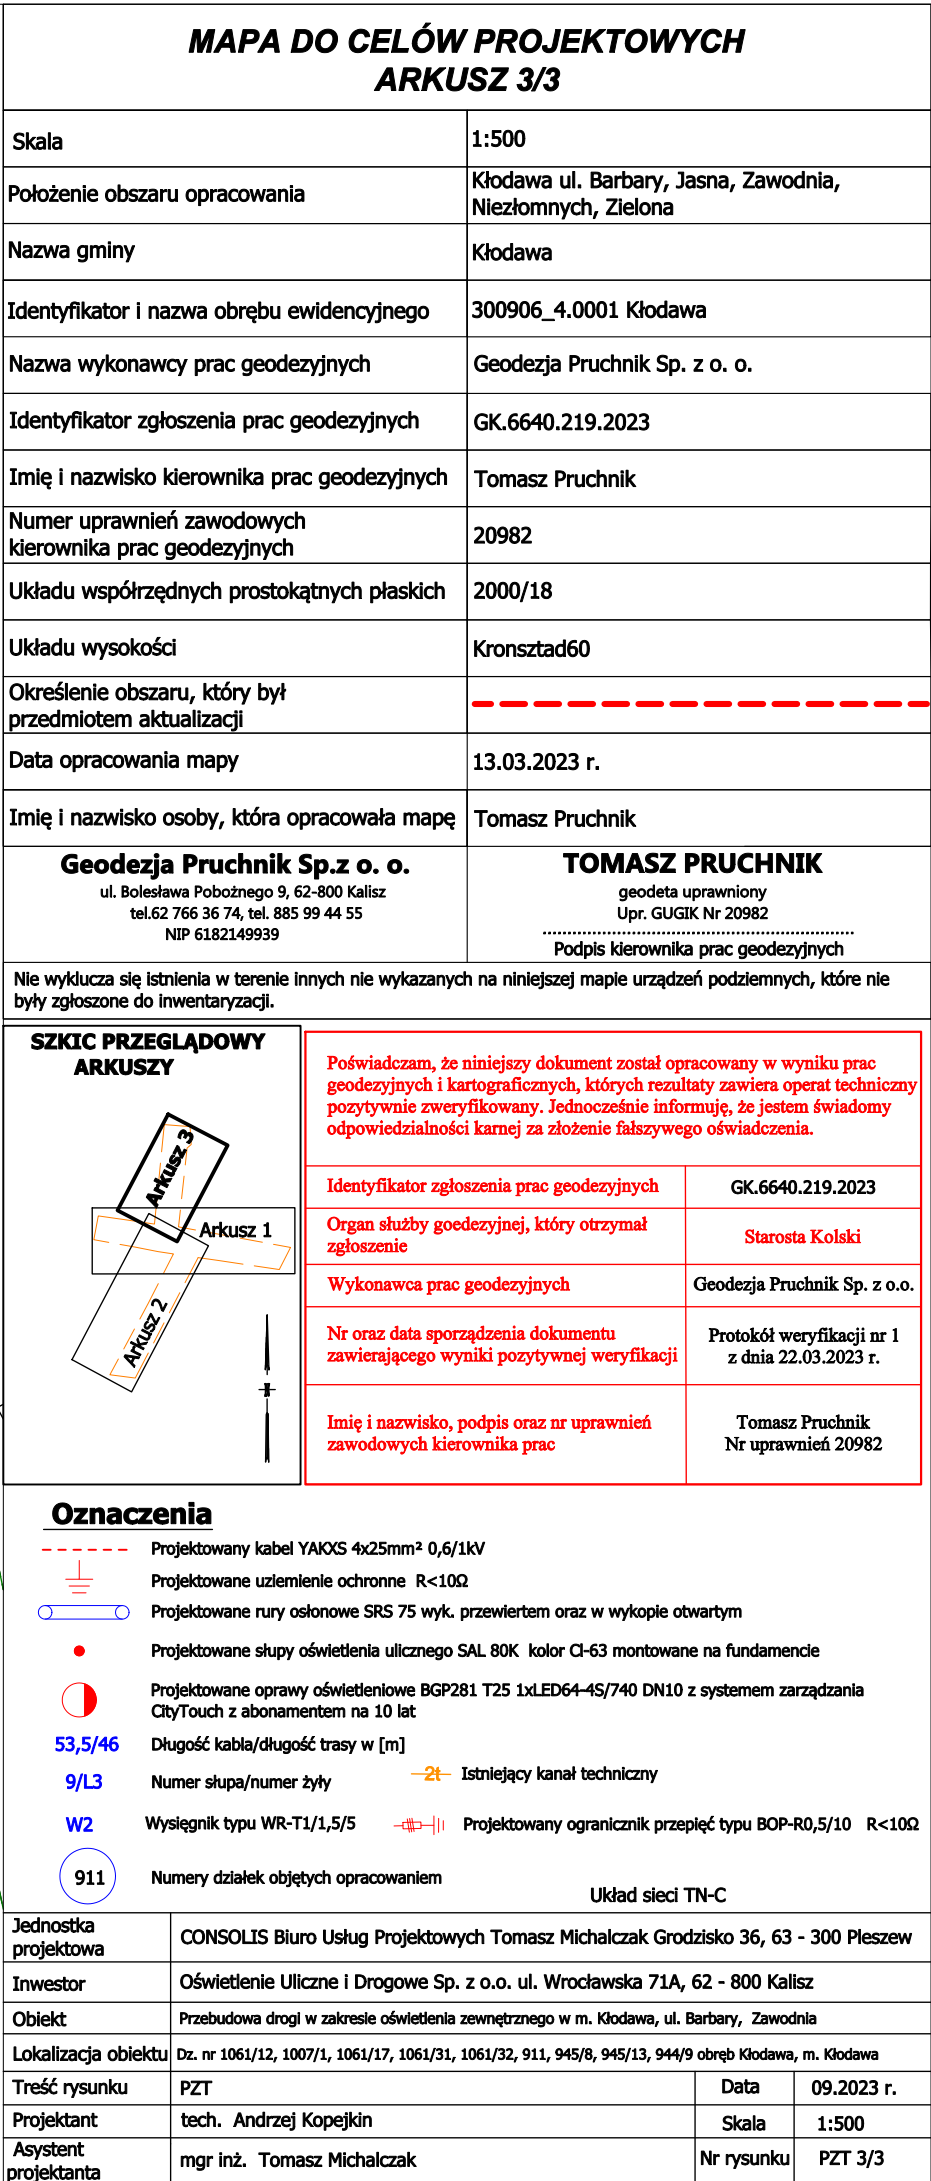 MAPA DO CELÓW PROJEKTOWYCH
ARKUSZ 3/3
Skala
1:500
Położenie obszaru opracowania
Kłodawa ul. Barbary, Jasna, Zawodnia,
Niezłomnych, Zielona
Nazwa gminy
Kłodawa
Identyfikator i nazwa obrębu ewidencyjnego
300906_4.0001 Kłodawa
Nazwa wykonawcy prac geodezyjnych
Geodezja Pruchnik Sp. z o. o.
Identyfikator zgłoszenia prac geodezyjnych
GK.6640.219.2023
Imię i nazwisko kierownika prac geodezyjnych
Tomasz Pruchnik
Numer uprawnień zawodowych
kierownika prac geodezyjnych
20982
Układu współrzędnych prostokątnych płaskich
2000/18
Układu wysokości
Kronsztad60
Określenie obszaru, który był
przedmiotem aktualizacji
Data opracowania mapy
13.03.2023 r.
Imię i nazwisko osoby, która opracowała mapę
Tomasz Pruchnik
Geodezja Pruchnik Sp.z o. o.
ul. Bolesława Pobożnego 9, 62-800 Kalisz
tel.62 766 36 74, tel. 885 99 44 55
NIP 6182149939
TOMASZ PRUCHNIK
geodeta uprawniony
Upr. GUGIK Nr 20982
Podpis kierownika prac geodezyjnych
Nie wyklucza się istnienia w terenie innych nie wykazanych na niniejszej mapie urządzeń podziemnych, które nie
były zgłoszone do inwentaryzacji.
SZKIC PRZEGLĄDOWY
ARKUSZY
Arkusz 3
Arkusz 1
Arkusz 2
Poświadczam, że niniejszy dokument został opracowany w wyniku prac
geodezyjnych i kartograficznych, których rezultaty zawiera operat techniczny
pozytywnie zweryfikowany. Jednocześnie informuję, że jestem świadomy
odpowiedzialności karnej za złożenie fałszywego oświadczenia.
Identyfikator zgłoszenia prac geodezyjnych
GK.6640.219.2023
Organ służby goedezyjnej, który otrzymał
zgłoszenie
Starosta Kolski
Wykonawca prac geodezyjnych
Geodezja Pruchnik Sp. z o.o.
Nr oraz data sporządzenia dokumentu
zawierającego wyniki pozytywnej weryfikacji
Protokół weryfikacji nr 1
z dnia 22.03.2023 r.
Imię i nazwisko, podpis oraz nr uprawnień
zawodowych kierownika prac
Tomasz Pruchnik
Nr uprawnień 20982
Oznaczenia
Projektowany kabel YAKXS 4x25mm² 0,6/1kV
Projektowane uziemienie ochronne R<10Ω
Projektowane rury osłonowe SRS 75 wyk. przewiertem oraz w wykopie otwartym
Projektowane słupy oświetlenia ulicznego SAL 80K kolor CI-63 montowane na fundamencie
Projektowane oprawy oświetleniowe BGP281 T25 1xLED64-4S/740 DN10 z systemem zarządzania
CityTouch z abonamentem na 10 lat
53,5/46 Długość kabla/długość trasy w [m]
9/L3 Numer słupa/numer żyły
2t Istniejący kanał techniczny
W2 Wysięgnik typu WR-T1/1,5/5
Projektowany ogranicznik przepięć typu BOP-R0,5/10 R<10Ω
911 Numery działek objętych opracowaniem
Układ sieci TN-C
Jednostka
projektowa
CONSOLIS Biuro Usług Projektowych Tomasz Michalczak Grodzisko 36, 63 - 300 Pleszew
Inwestor
Oświetlenie Uliczne i Drogowe Sp. z o.o. ul. Wrocławska 71A, 62 - 800 Kalisz
Obiekt
Przebudowa drogi w zakresie oświetlenia zewnętrznego w m. Kłodawa, ul. Barbary, Zawodnia
Lokalizacja obiektu
Dz. nr 1061/12, 1007/1, 1061/17, 1061/31, 1061/32, 911, 945/8, 945/13, 944/9 obręb Kłodawa, m. Kłodawa
Treść rysunku
PZT
Data
09.2023 r.
Projektant
tech. Andrzej Kopejkin
Skala
1:500
Asystent
projektanta
mgr inż. Tomasz Michalczak
Nr rysunku
PZT 3/3